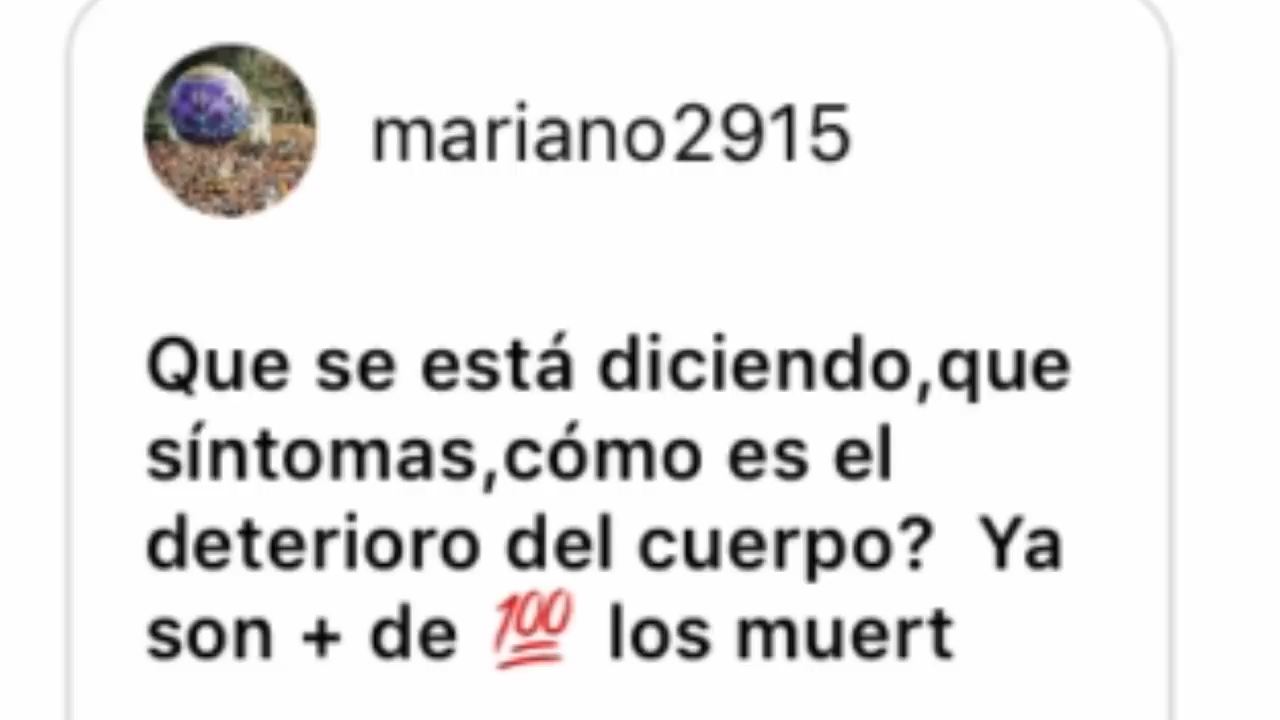 mariano2915
Que se está diciendo,que
síntomas,cómo es el
deterioro del cuerpo?  Ya
son + de 💯 los muert